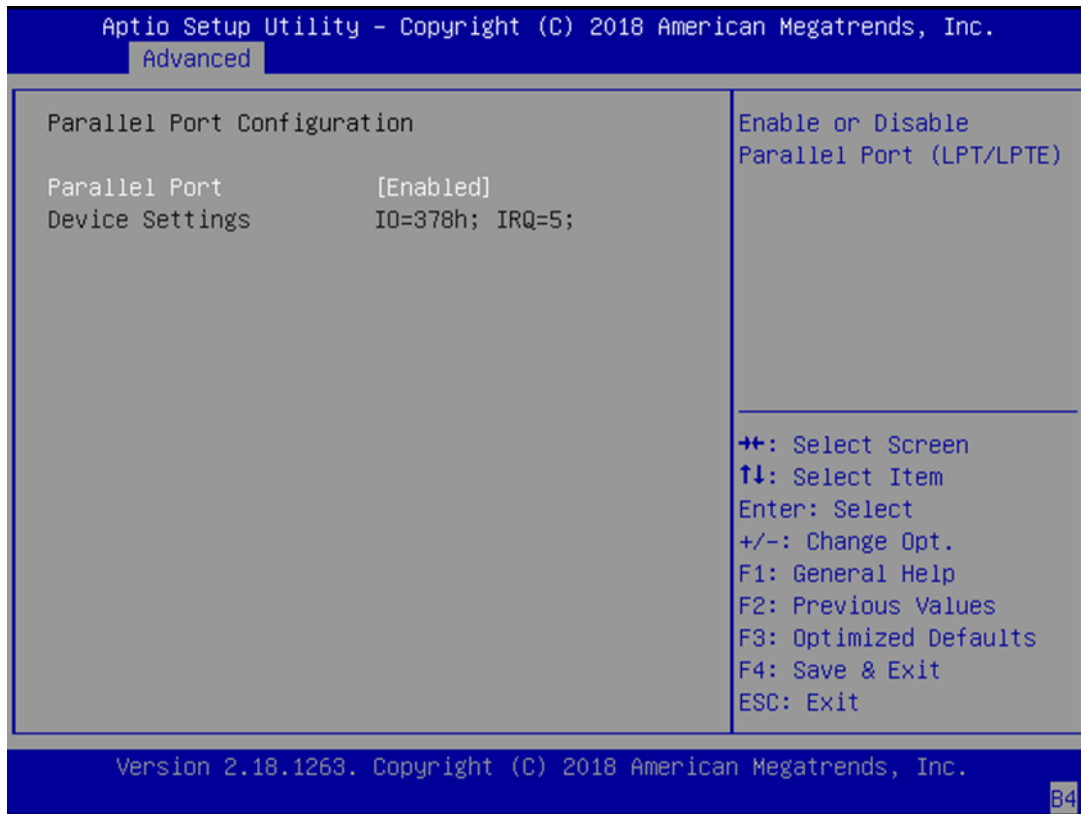 Aptio Setup Utility – Copyright (C) 2018 American Megatrends, Inc.
Advanced
Parallel Port Configuration
Parallel Port [Enabled]
Device Settings IO=378h; IRQ=5;
Enable or Disable
Parallel Port (LPT/LPTE)
→←: Select Screen
↑↓: Select Item
Enter: Select
+/-: Change Opt.
F1: General Help
F2: Previous Values
F3: Optimized Defaults
F4: Save & Exit
ESC: Exit
Version 2.18.1263. Copyright (C) 2018 American Megatrends, Inc.
B4